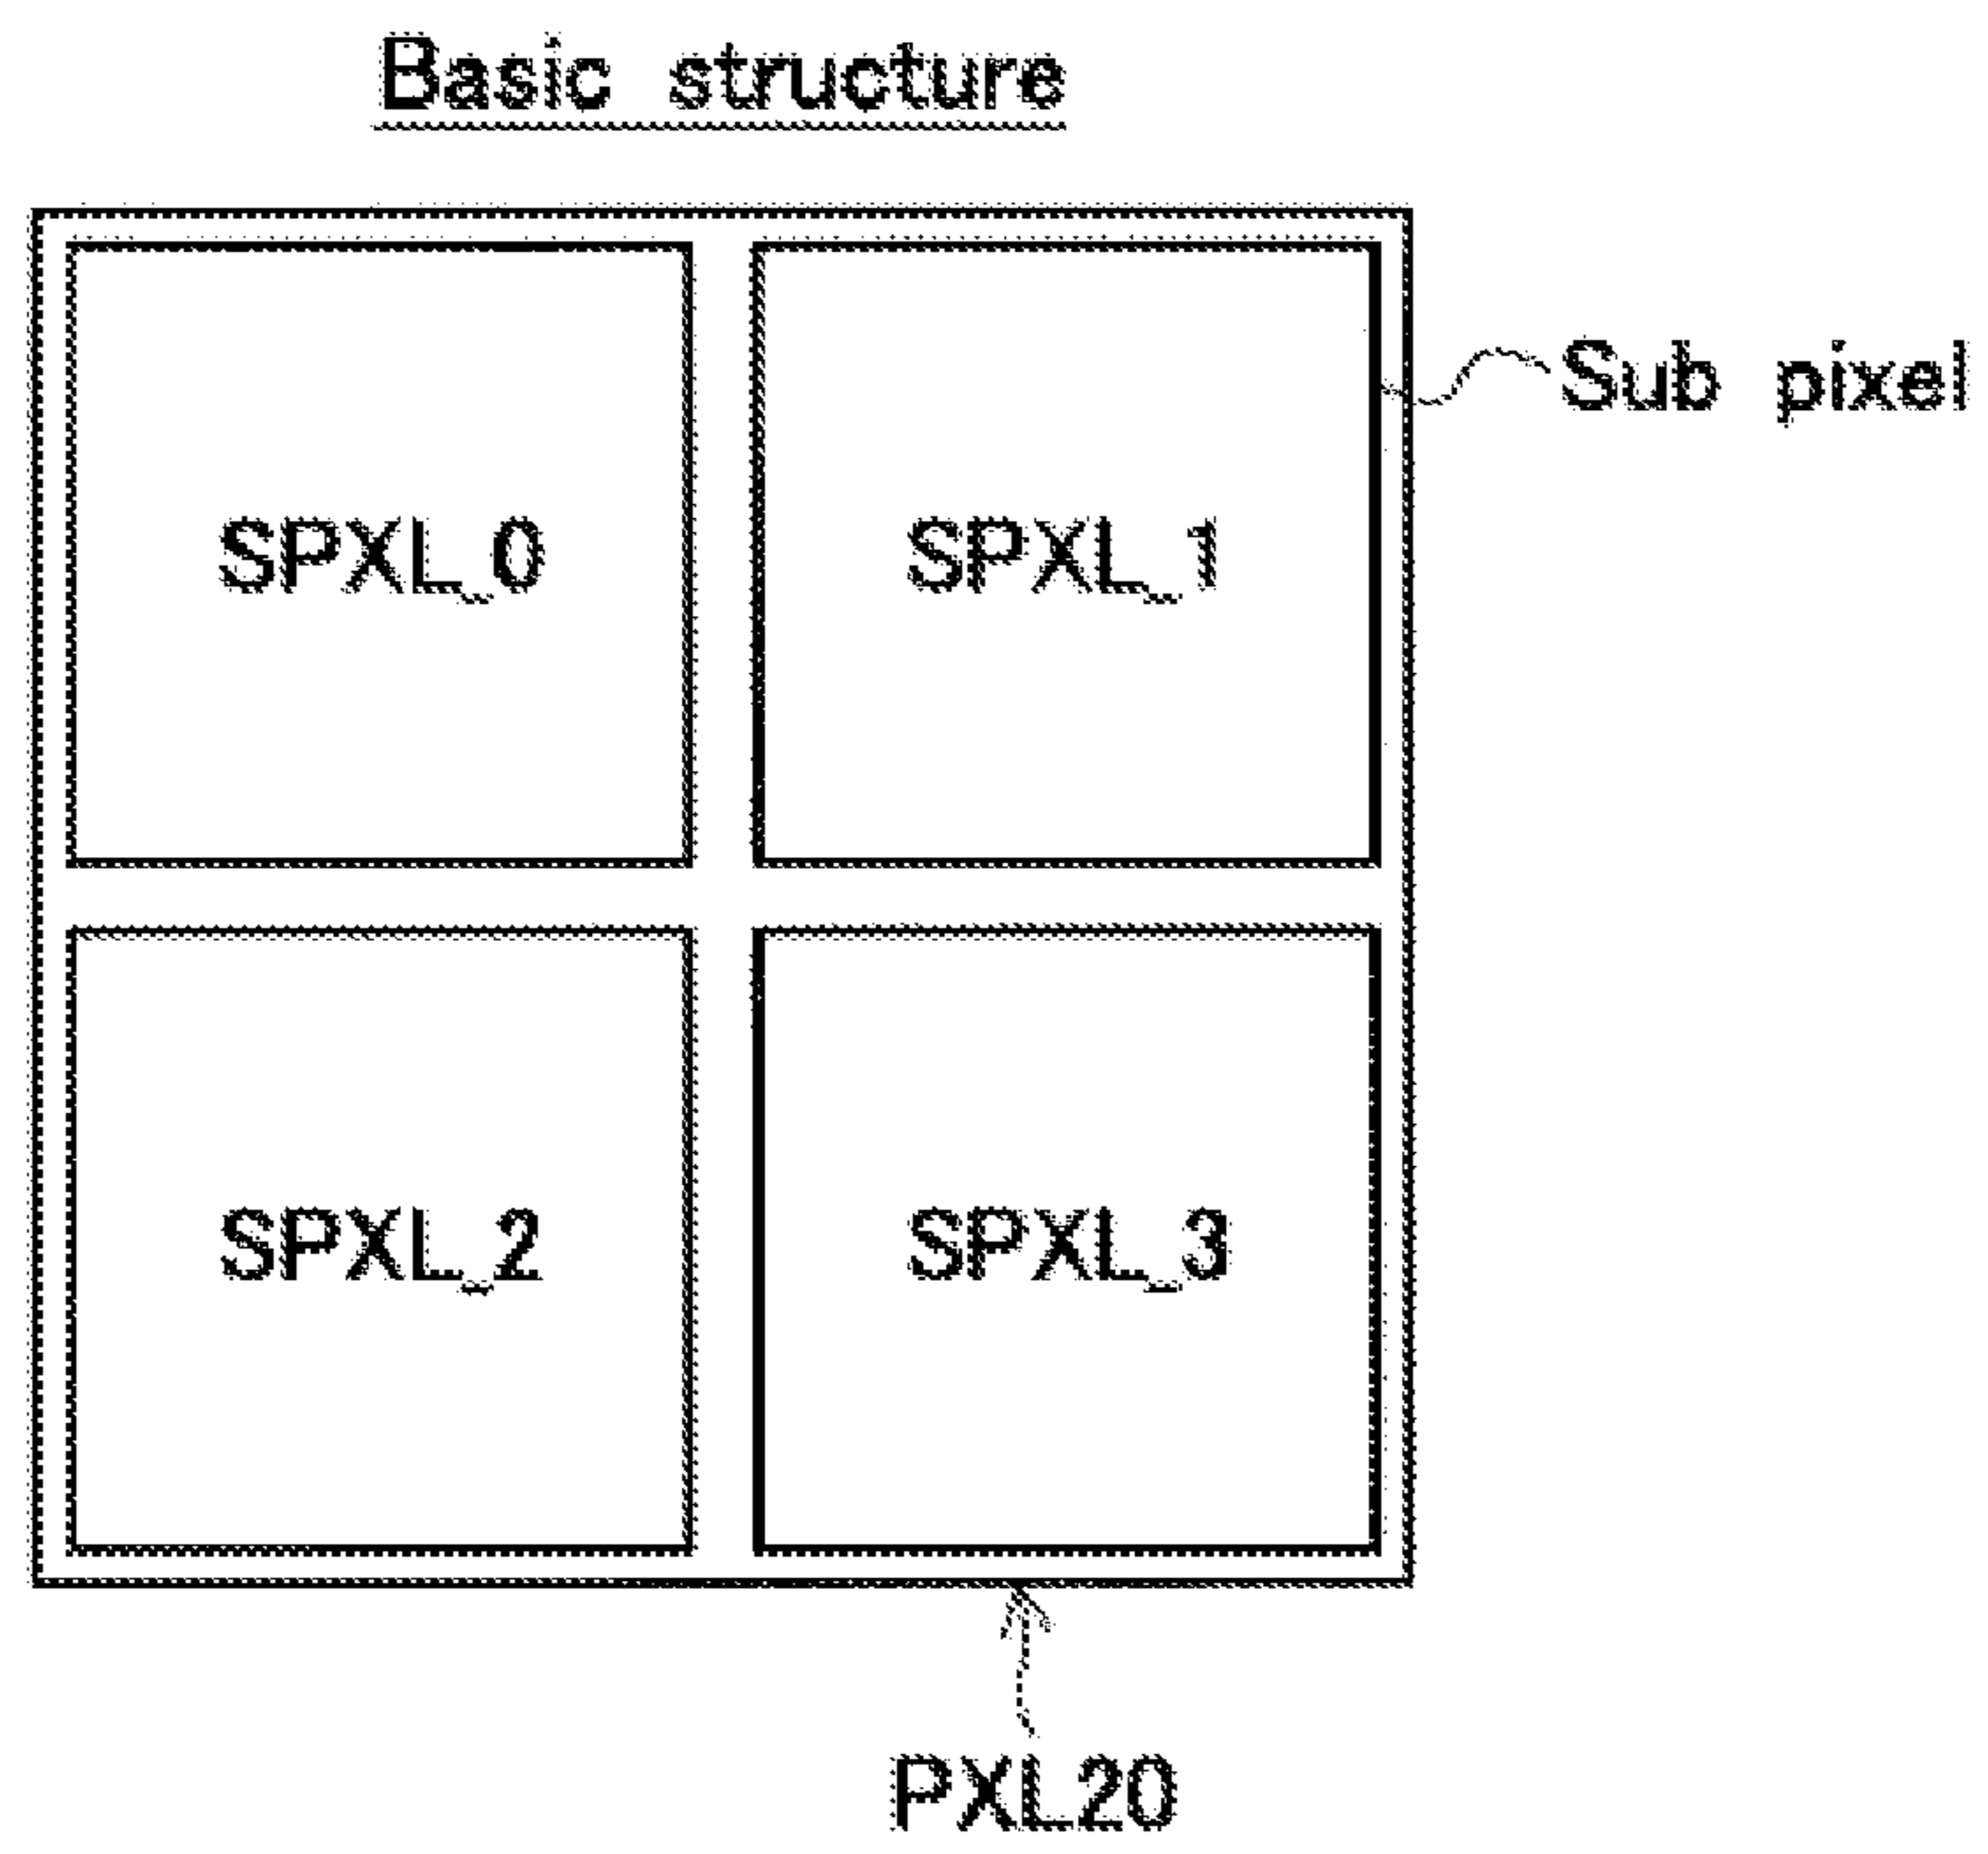 Basic structure
Sub pixel
SPXL_0
SPXL_1
SPXL_2
SPXL_3
PXL20